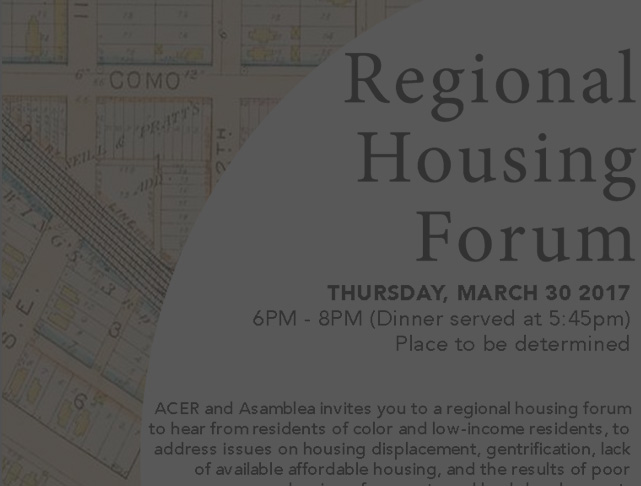 Regional
Housing
Forum
THURSDAY, MARCH 30 2017
6PM - 8PM (Dinner served at 5:45pm)
Place to be determined
ACER and Asamblea invites you to a regional housing forum
to hear from residents of color and low-income residents, to
address issues on housing displacement, gentrification, lack
of available affordable housing, and the results of poor
COMO
S.E.